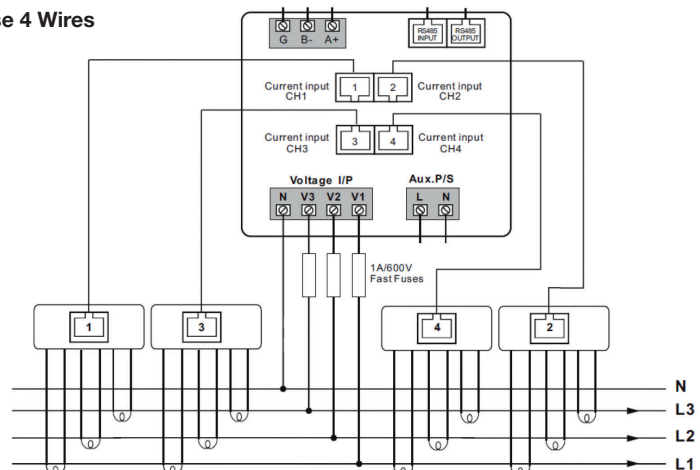 se 4 Wires
G B- A+
RS485 INPUT
RS485 OUTPUT
Current input CH1
1
2
Current input CH2
Current input CH3
3
4
Current input CH4
Voltage I/P
Aux.P/S
N V3 V2 V1
L N
1A/600V
Fast Fuses
1
3
4
2
N
L3
L2
L1